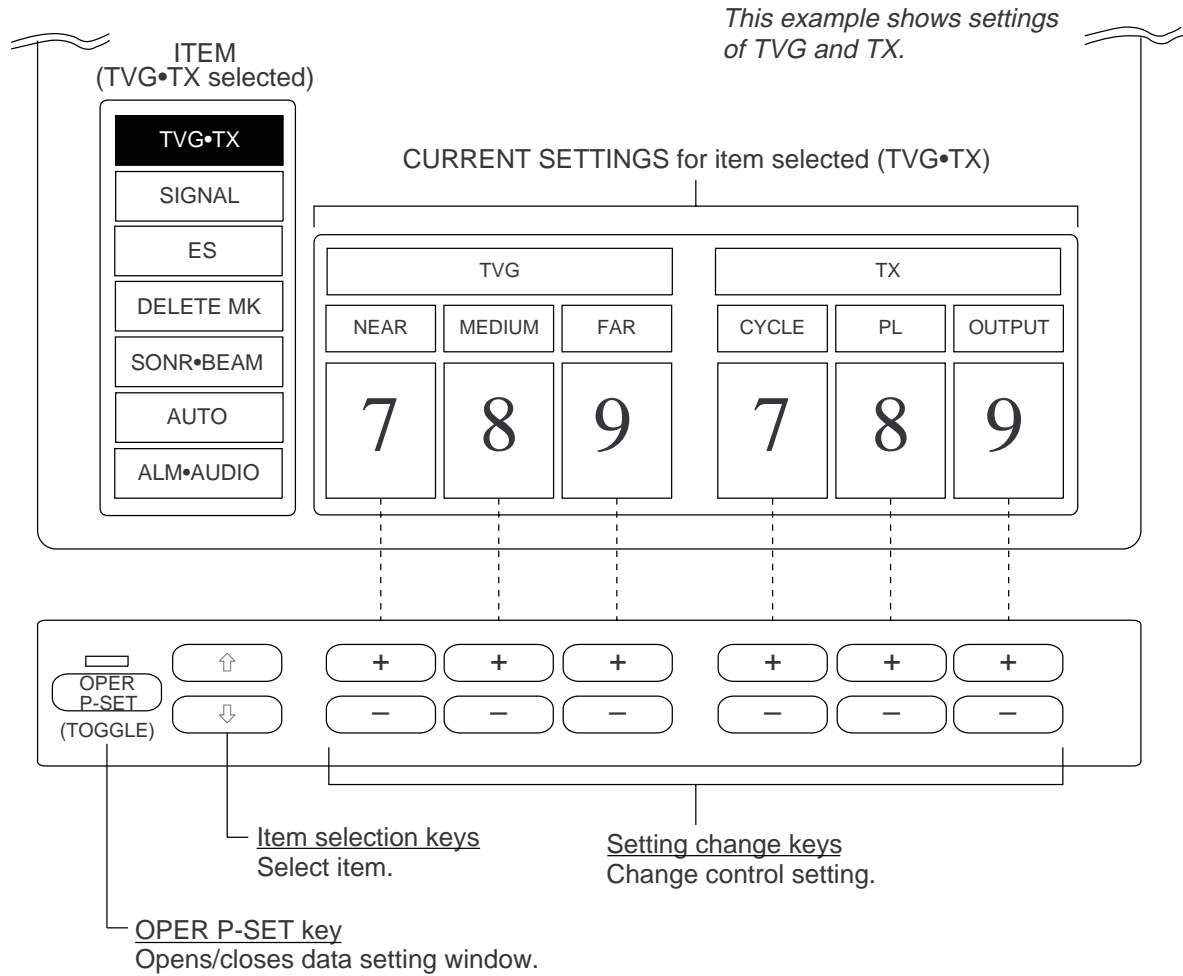 This example shows settings
of TVG and TX.
ITEM
(TVG•TX selected)
TVG•TX
SIGNAL
ES
DELETE MK
SONR•BEAM
AUTO
ALM•AUDIO
CURRENT SETTINGS for item selected (TVG•TX)
TVG TX
NEAR MEDIUM FAR CYCLE PL OUTPUT
7 8 9 7 8 9
OPER
P-SET
(TOGGLE)
⇧ + + + + + +
⇩ – – – – – –
Item selection keys
Select item.
Setting change keys
Change control setting.
OPER P-SET key
Opens/closes data setting window.